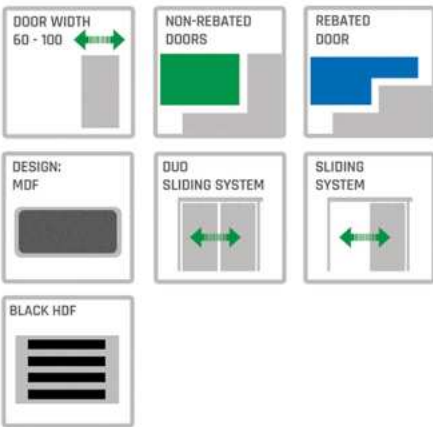 DOOR WIDTH
60 - 100
NON-REBATED
DOORS
REBATED
DOOR
DESIGN:
MDF
DUO
SLIDING SYSTEM
SLIDING
SYSTEM
BLACK HDF